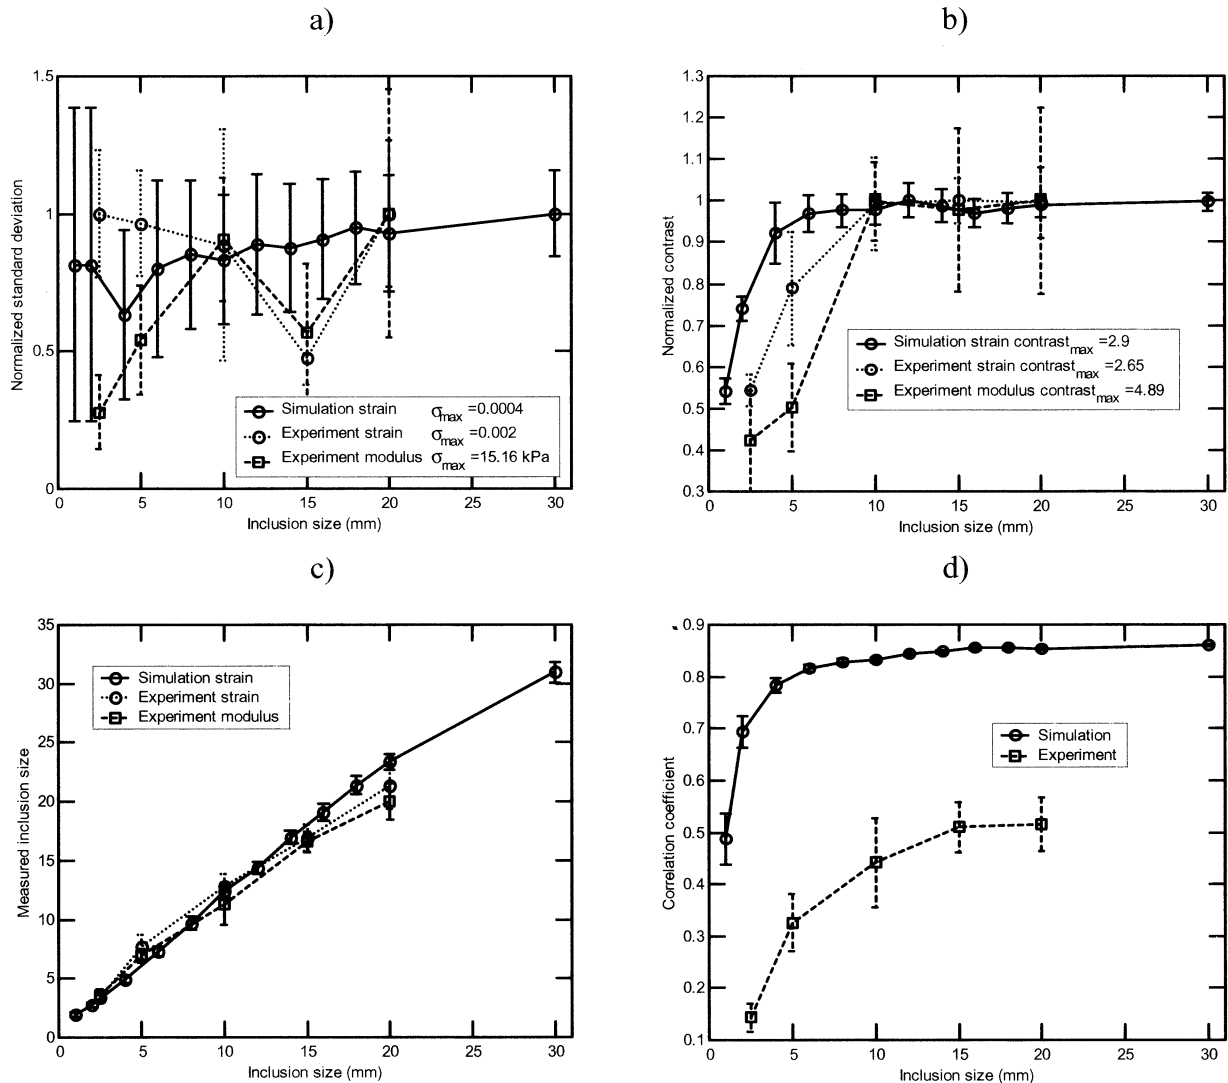 a)
1.5
1
0.5
0
Normalized standard deviation
Simulation strain σmax =0.0004
Experiment strain σmax =0.002
Experiment modulus σmax =15.16 kPa
0 5 10 15 20 25 30
Inclusion size (mm)
b)
1.3
1.2
1.1
1
0.9
0.8
0.7
0.6
0.5
0.4
0.3
Normalized contrast
Simulation strain contrastmax =2.9
Experiment strain contrastmax =2.65
Experiment modulus contrastmax =4.89
0 5 10 15 20 25 30
Inclusion size (mm)
c)
35
30
25
20
15
10
5
0
Measured inclusion size
Simulation strain
Experiment strain
Experiment modulus
0 5 10 15 20 25 30
Inclusion size (mm)
d)
0.9
0.8
0.7
0.6
0.5
0.4
0.3
0.2
0.1
Correlation coefficient
Simulation
Experiment
0 5 10 15 20 25 30
Inclusion size (mm)